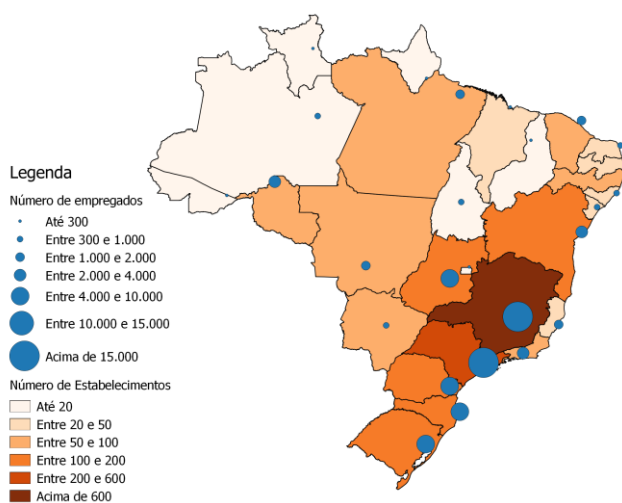 Legenda
Número de empregados
Até 300
Entre 300 e 1.000
Entre 1.000 e 2.000
Entre 2.000 e 4.000
Entre 4.000 e 10.000
Entre 10.000 e 15.000
Acima de 15.000
Número de Estabelecimentos
Até 20
Entre 20 e 50
Entre 50 e 100
Entre 100 e 200
Entre 200 e 600
Acima de 600